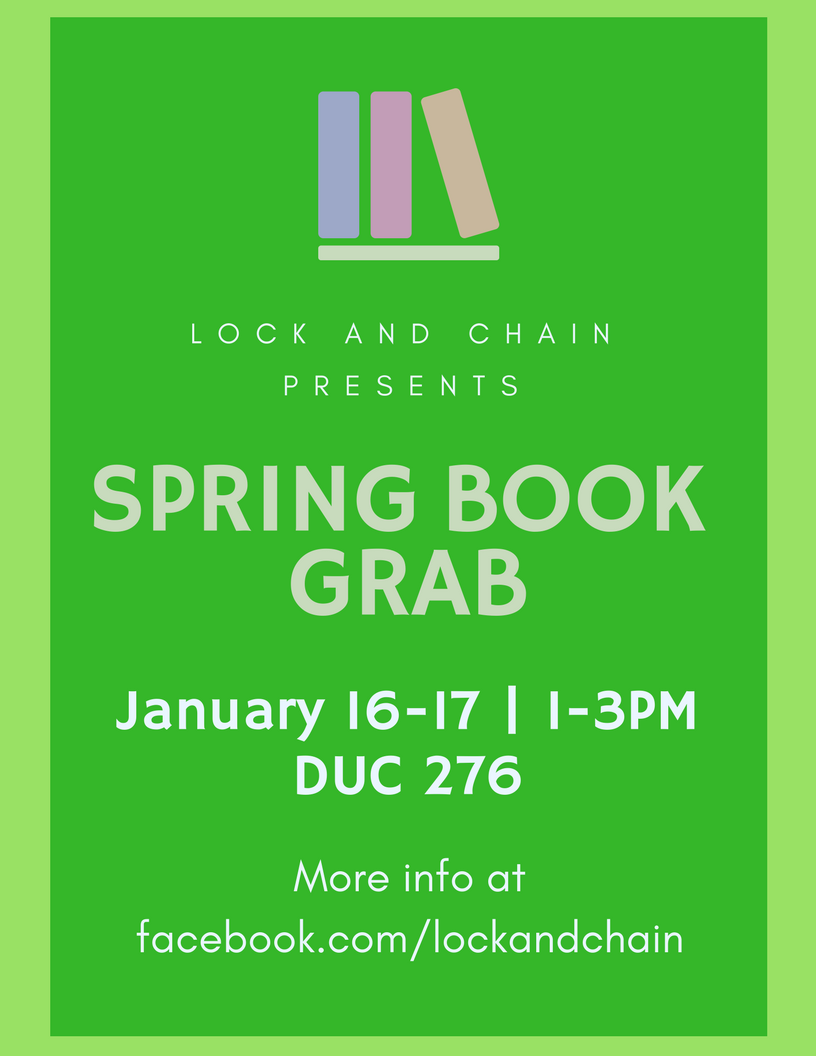 LOCK AND CHAIN
PRESENTS
SPRING BOOK
GRAB
January 16-17 | 1-3PM
DUC 276
More info at
facebook.com/lockandchain